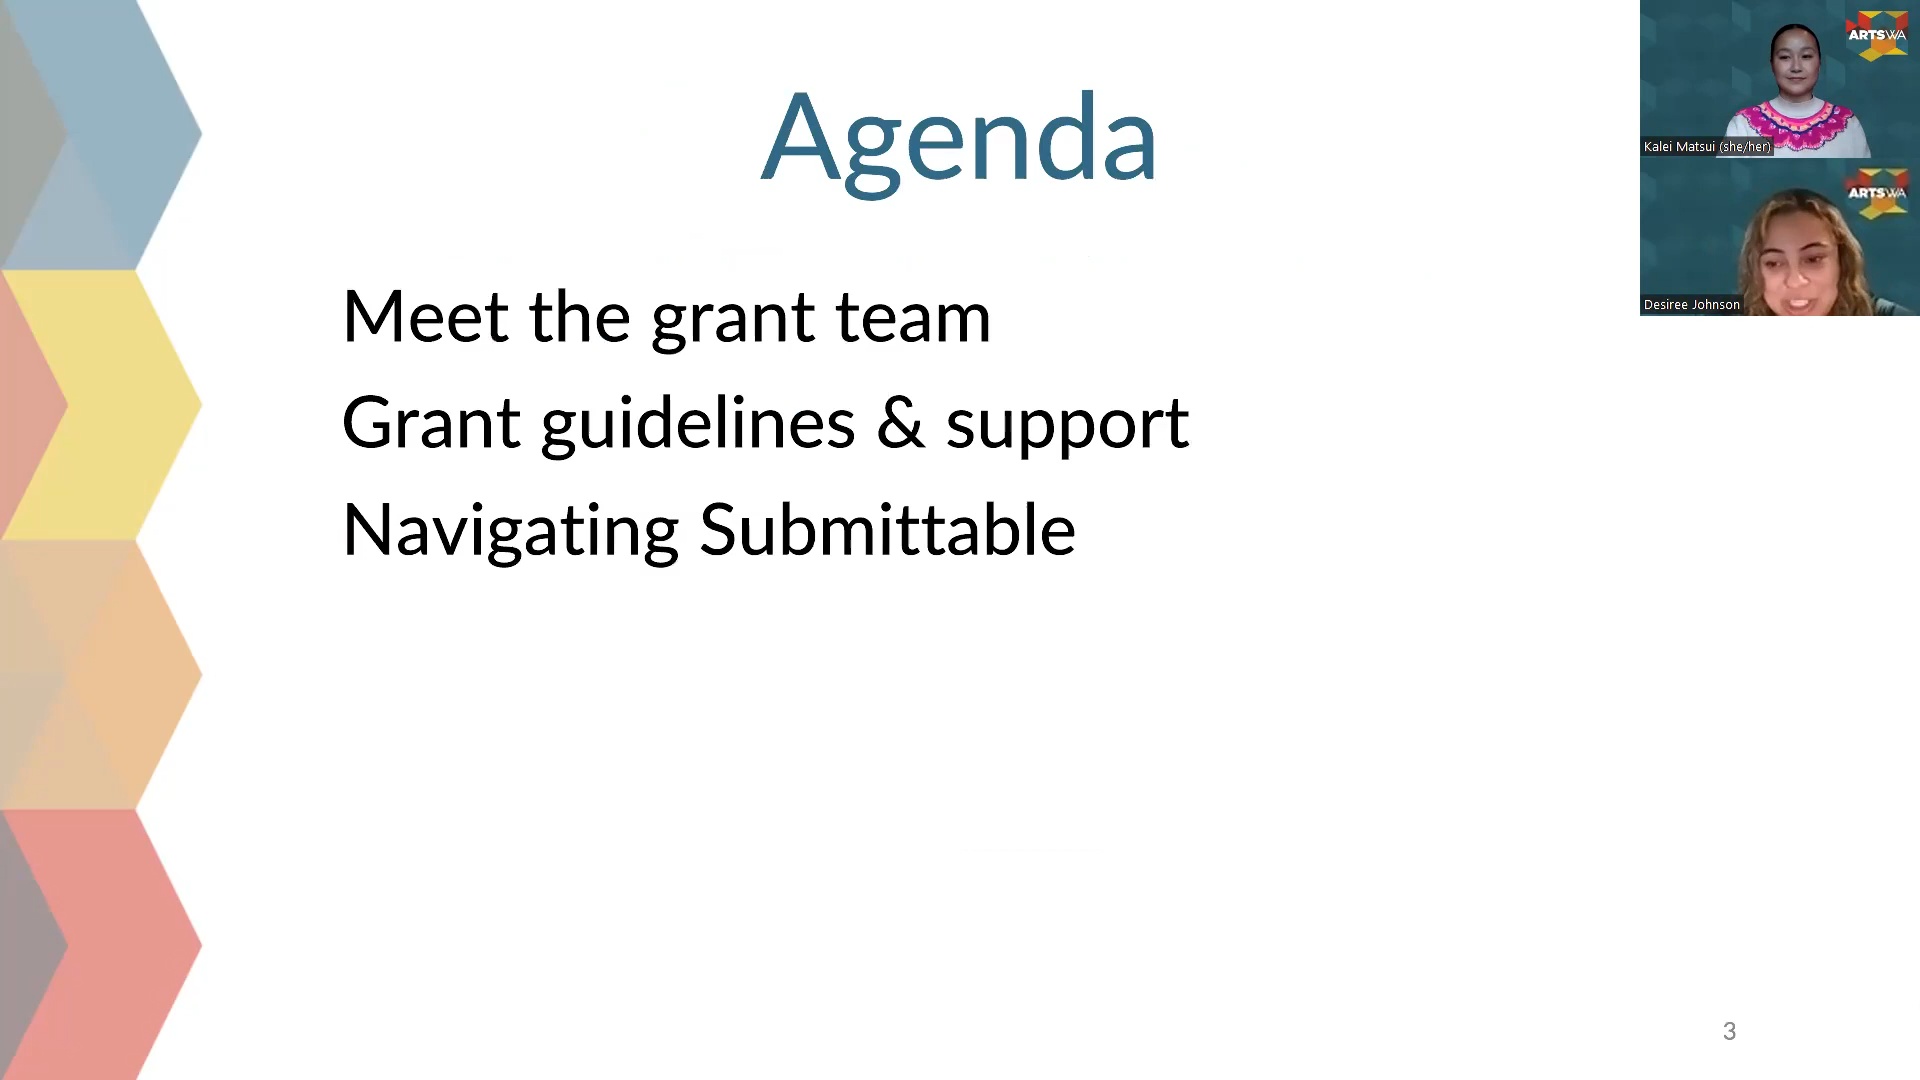 Agenda
Meet the grant team
Grant guidelines & support
Navigating Submittable
ARTSWA
Kalei Matsui (she/her)
ARTSWA
Desiree Johnson
3